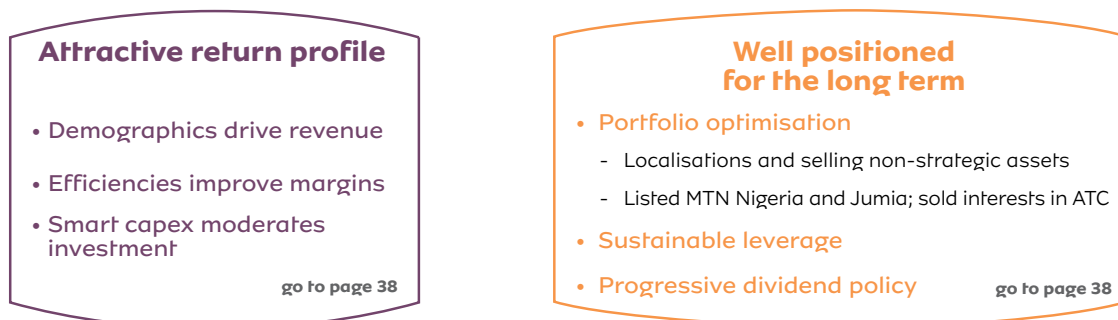 Attractive return profile
• Demographics drive revenue
• Efficiencies improve margins
• Smart capex moderates
investment
go to page 38
Well positioned
for the long term
• Portfolio optimisation
- Localisations and selling non-strategic assets
- Listed MTN Nigeria and Jumia; sold interests in ATC
• Sustainable leverage
• Progressive dividend policy
go to page 38